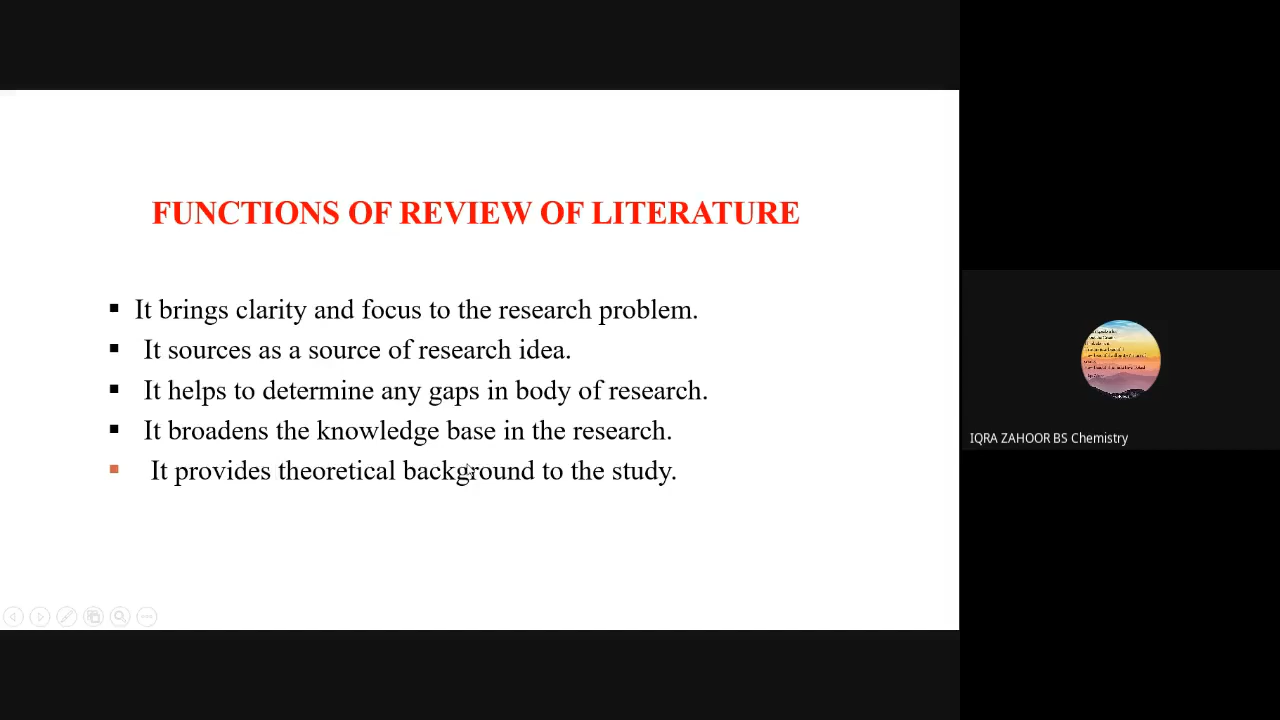 FUNCTIONS OF REVIEW OF LITERATURE
It brings clarity and focus to the research problem.
It sources as a source of research idea.
It helps to determine any gaps in body of research.
It broadens the knowledge base in the research.
It provides theoretical background to the study.
IQRA ZAHOOR BS Chemistry